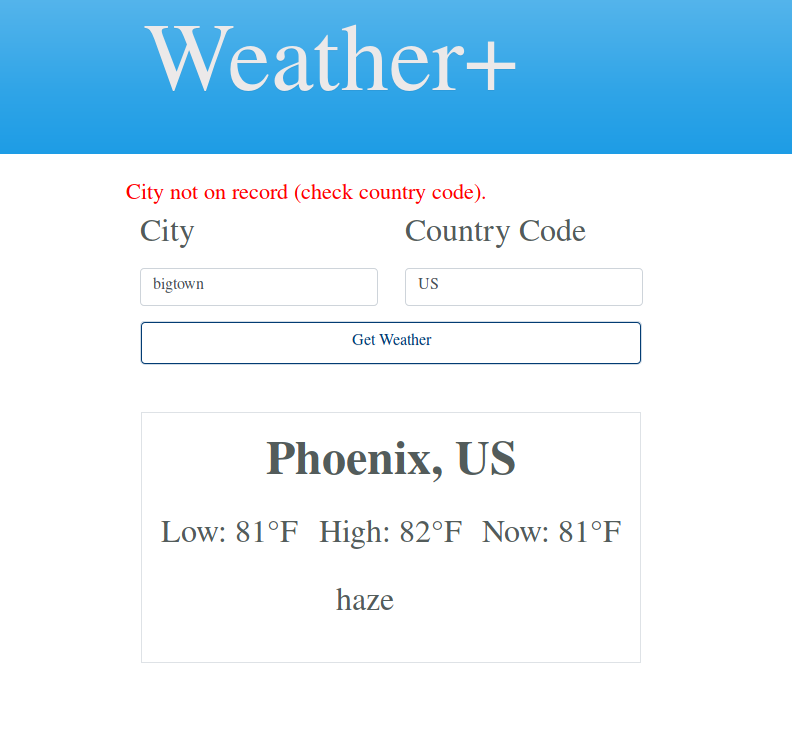 Weather+
City not on record (check country code).
City Country Code
bigtown US
Get Weather
Phoenix, US
Low: 81°F High: 82°F Now: 81°F
haze